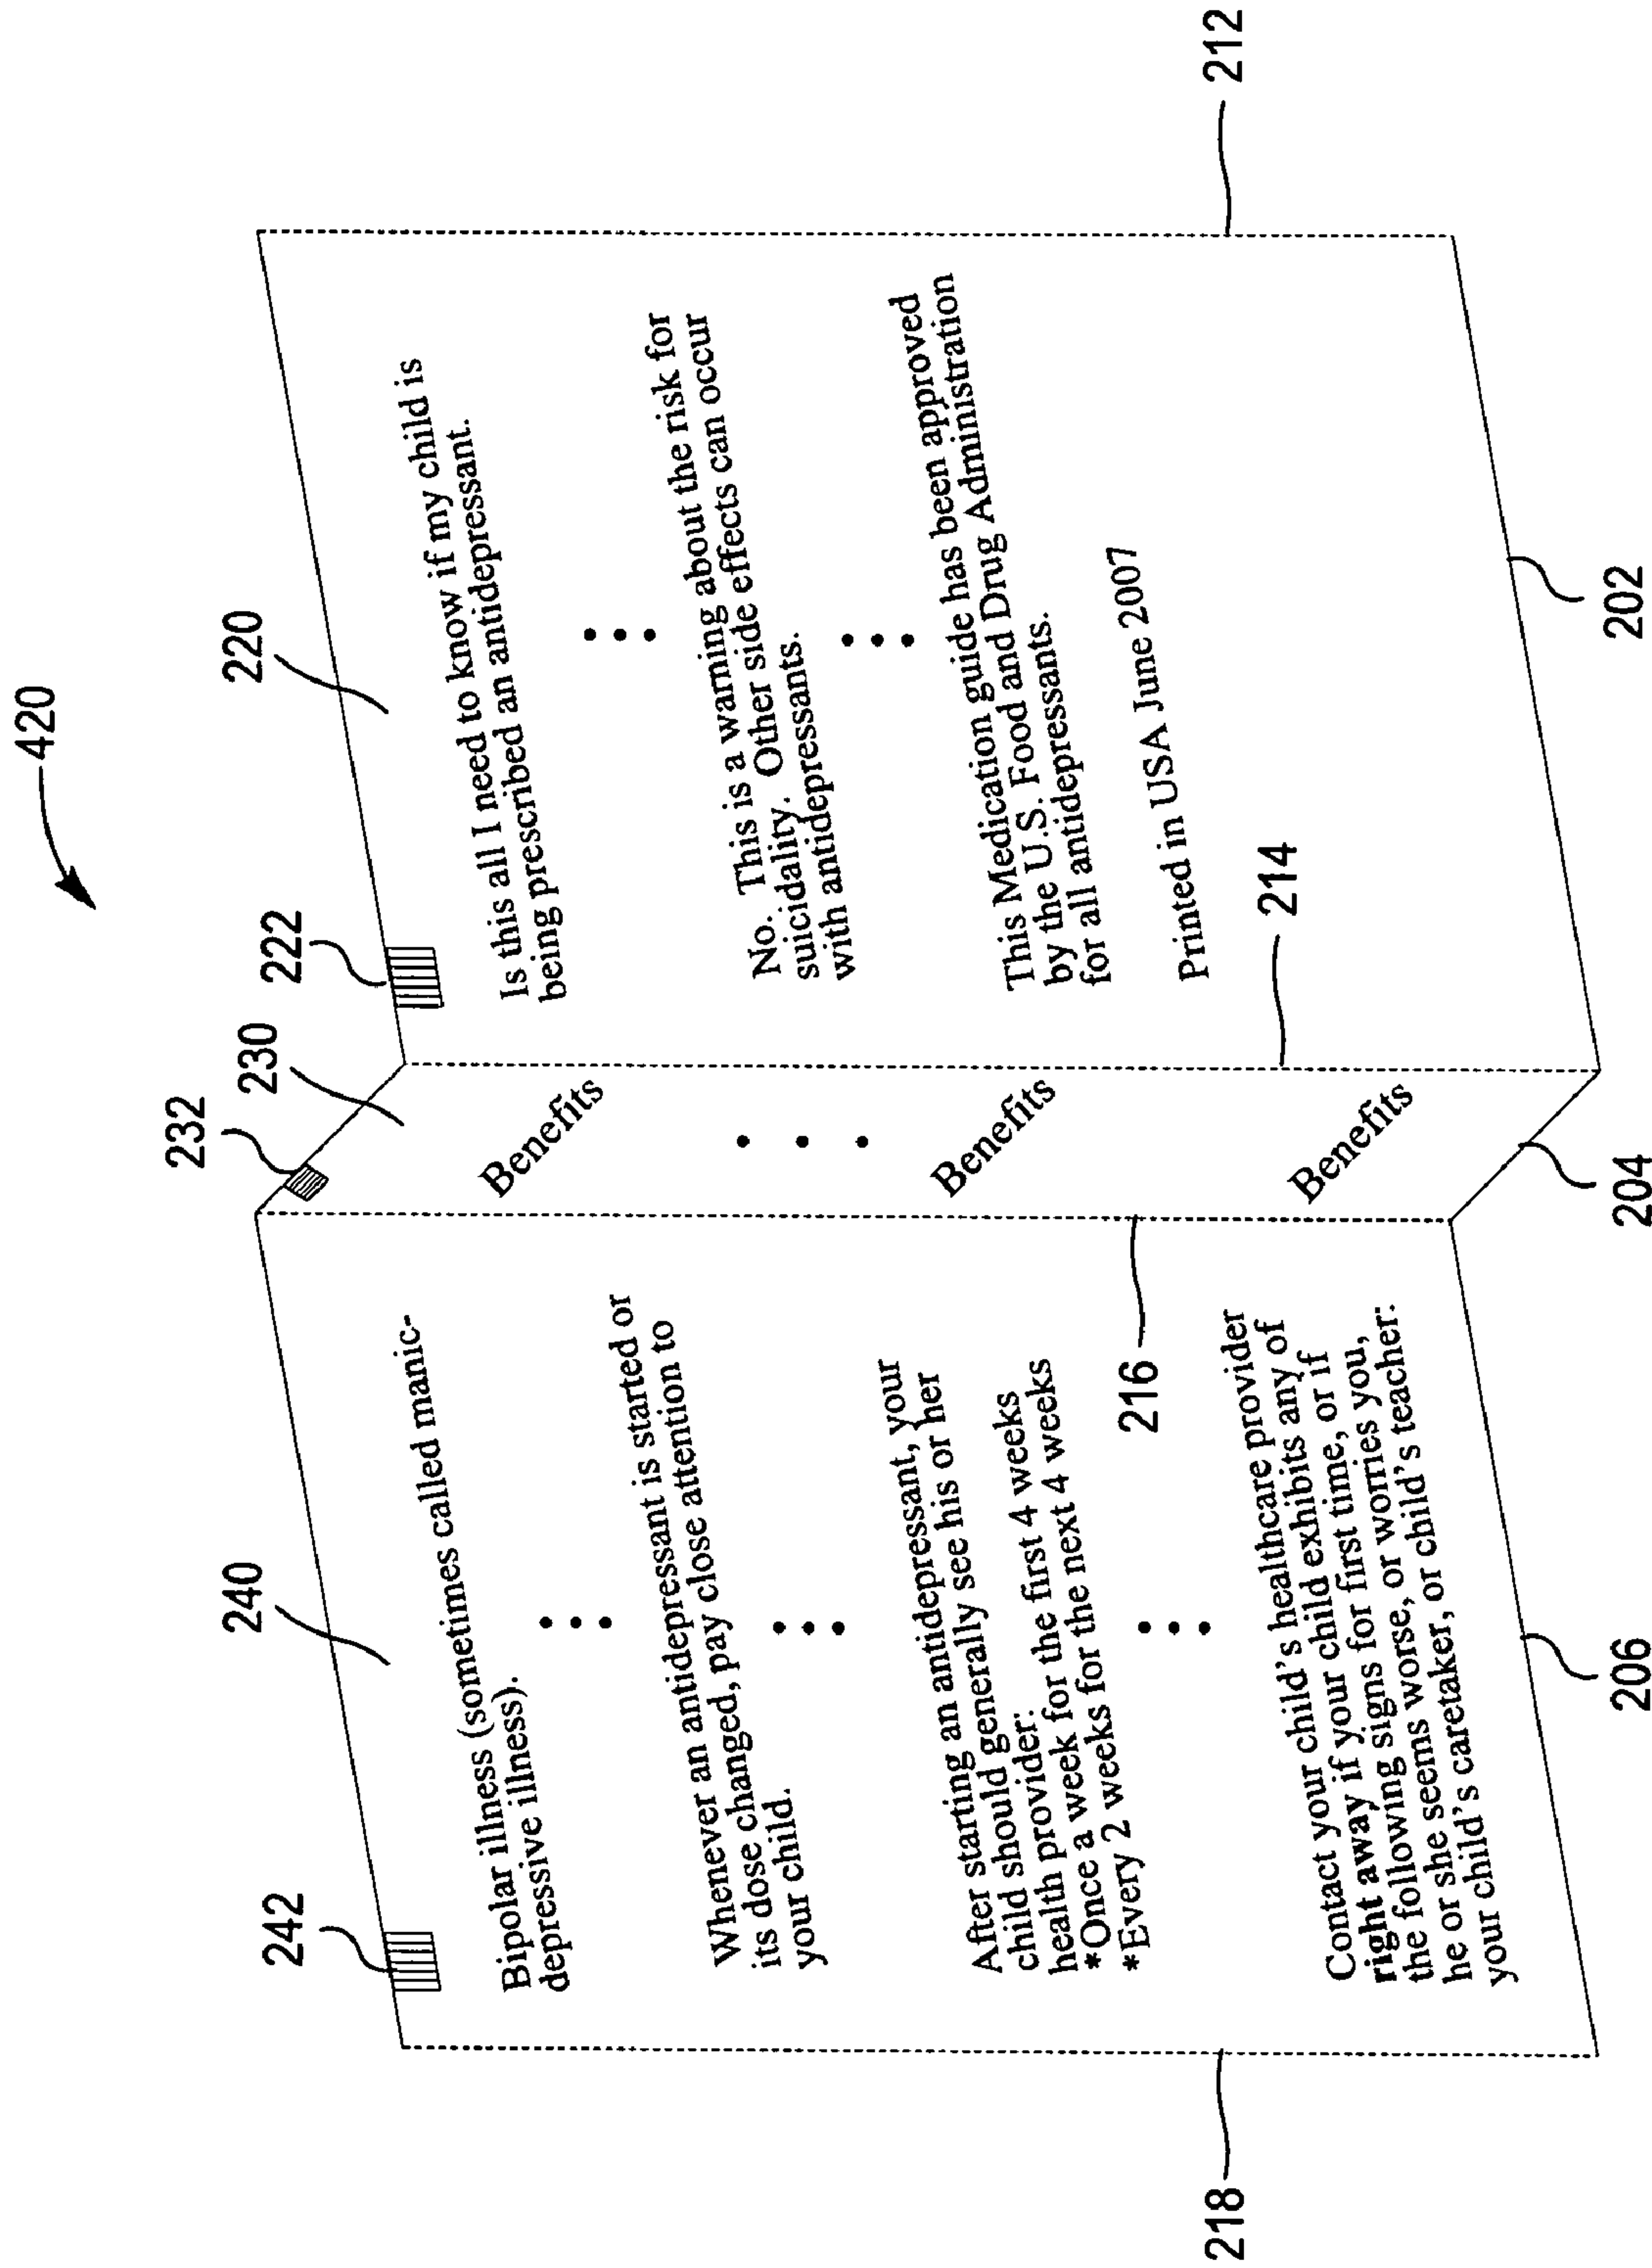 420
242
240
232
230
222
220
Bipolar illness (sometimes called manic-
depressive illness).
Whenever an antidepressant is started or
its dose changed, pay close attention to
your child.
After starting an antidepressant, your
child should generally see his or her
health provider:
*Once a week for the first 4 weeks
*Every 2 weeks for the next 4 weeks
Contact your child's healthcare provider
right away if your child exhibits any of
the following signs for first time, or if
he or she seems worse, or worries you,
your child's caretaker, or child's teacher:
Benefits
Benefits
Benefits
Is this all I need to know if my child is
being prescribed an antidepressant.
No. This is a warning about the risk for
suicidality. Other side effects can occur
with antidepressants.
This Medication guide has been approved
by the U.S. Food and Drug Administration
for all antidepressants.
Printed in USA June 2007
218
216
214
212
206
204
202